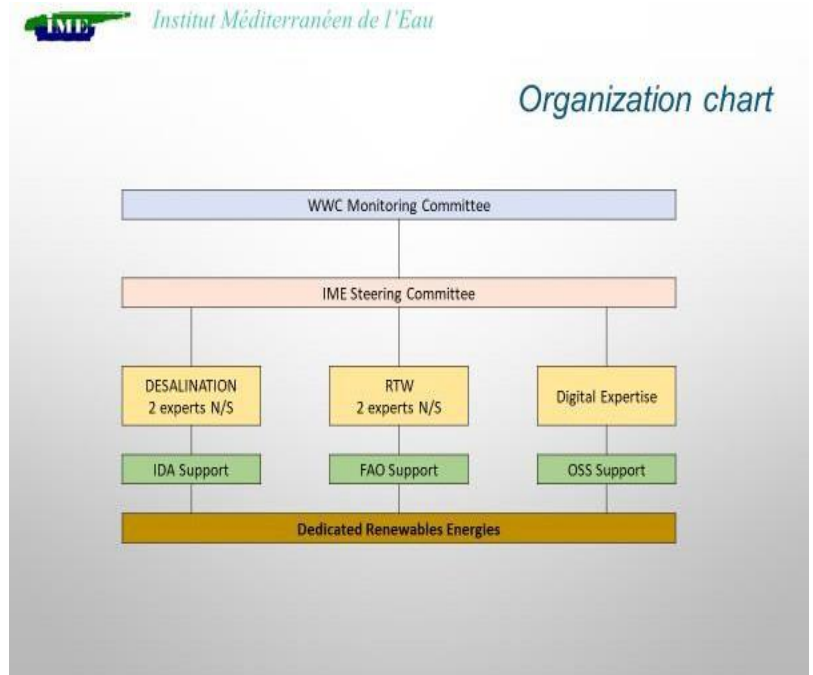 IME
Institut Méditerranéen de l'Eau
Organization chart
WWC Monitoring Committee
IME Steering Committee
DESALINATION
2 experts N/S
RTW
2 experts N/S
Digital Expertise
IDA Support
FAO Support
OSS Support
Dedicated Renewables Energies